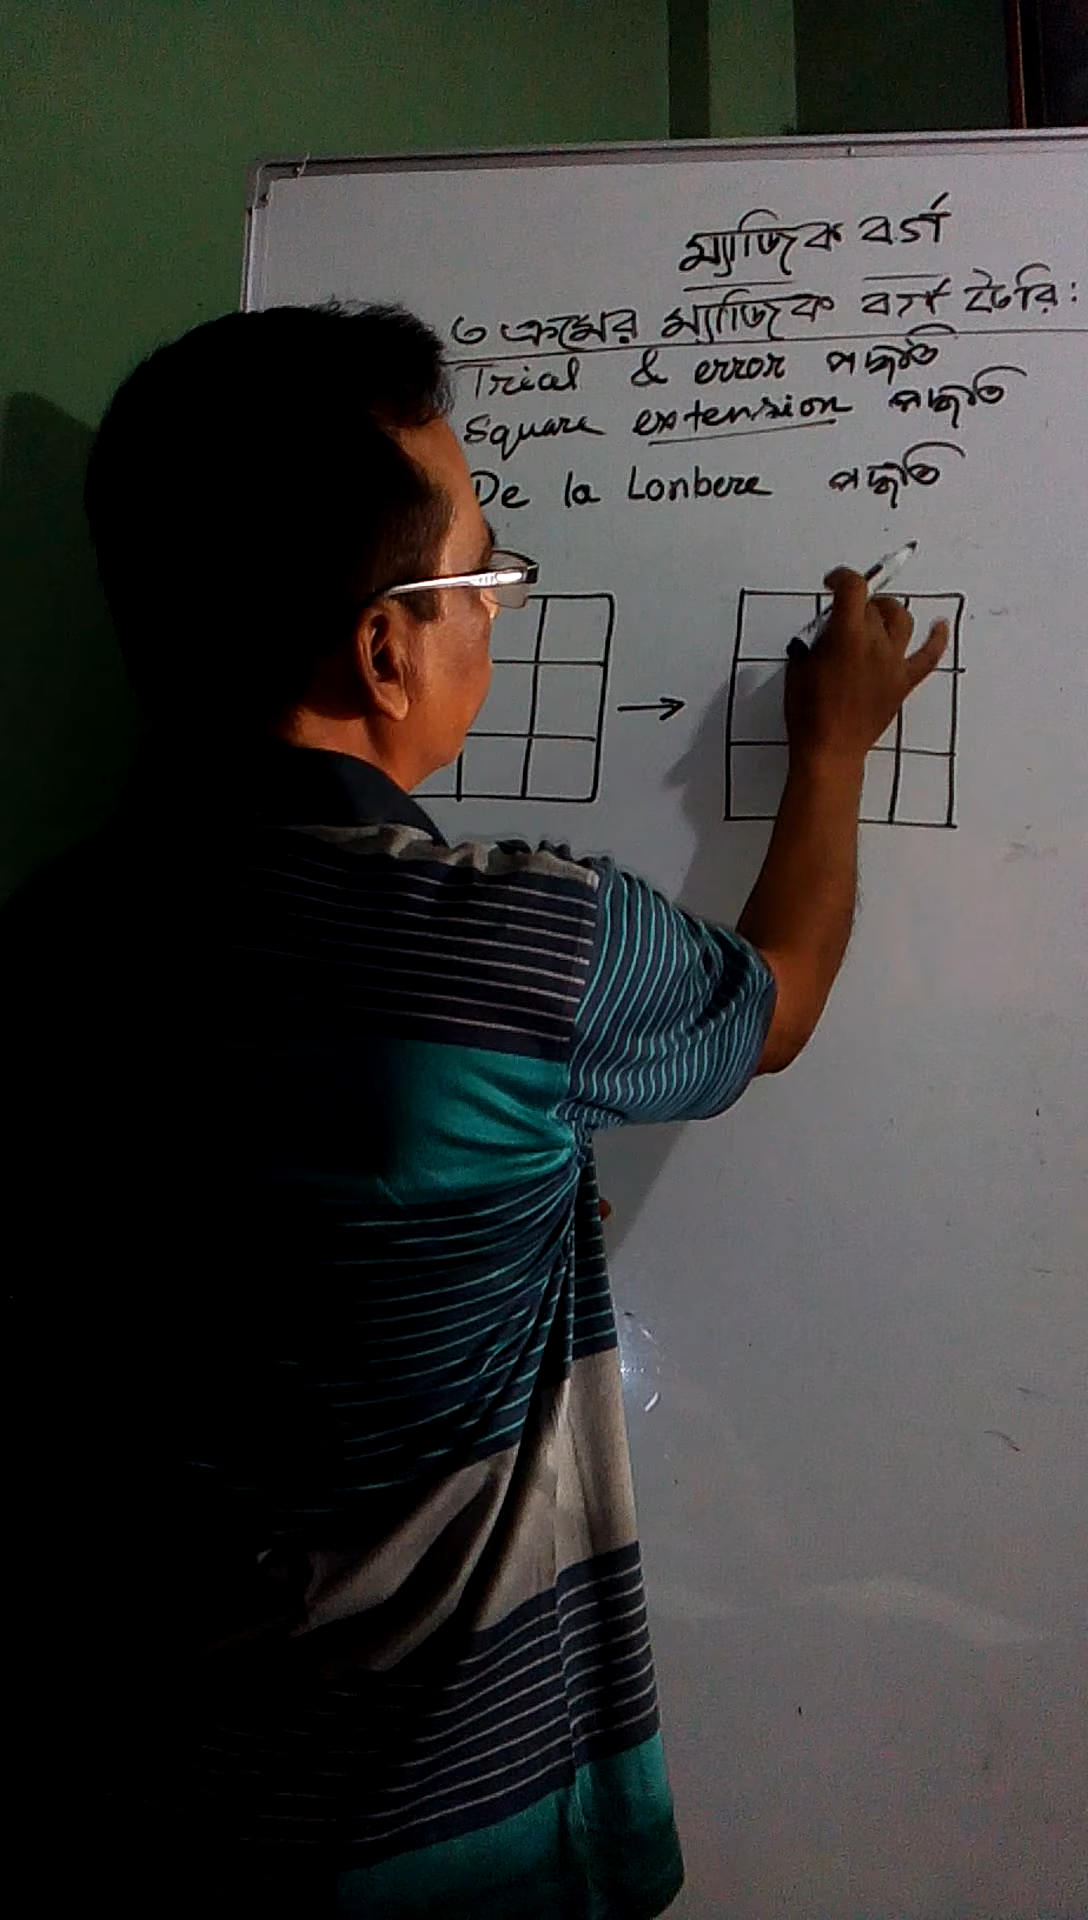 ম্যাজিক বর্গ
৩ ক্রমের ম্যাজিক বর্গ তৈরি:
Trial & error পদ্ধতি
Square extension পদ্ধতি
De la Lonbere পদ্ধতি